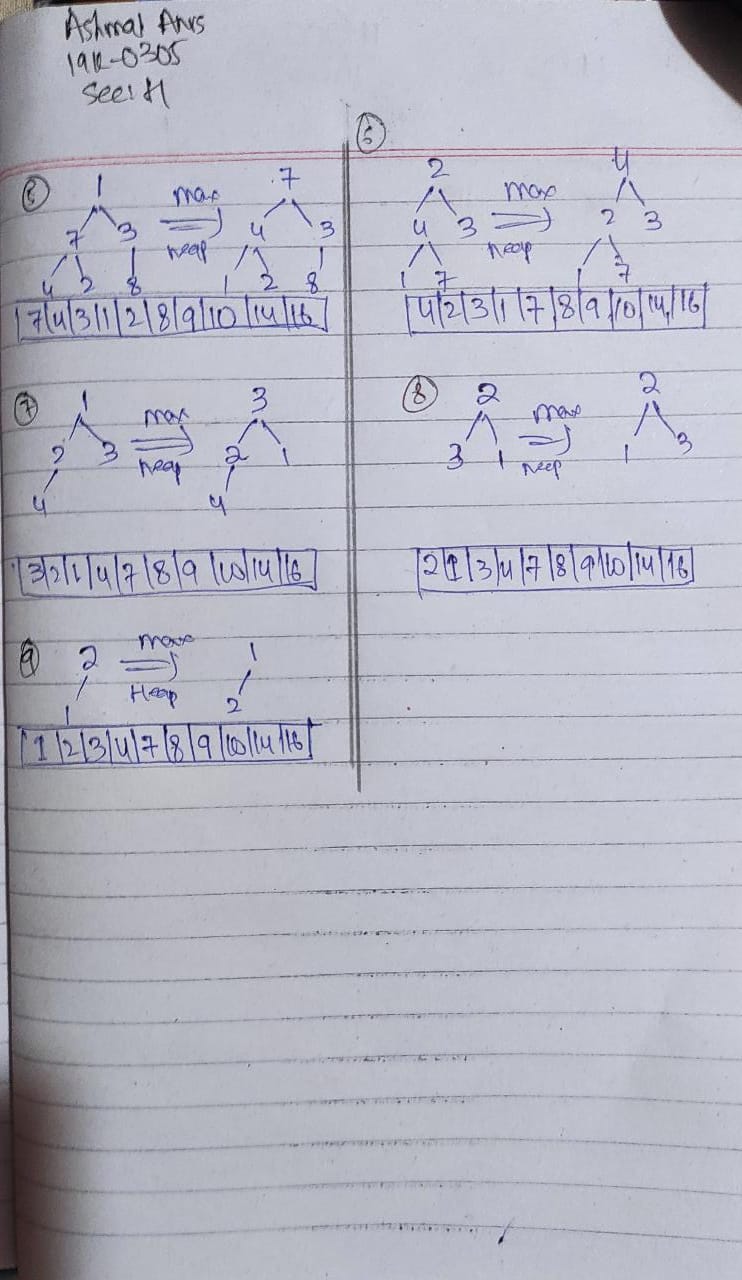 Ashmal Anis
19K-0305
Sec: H
1 max 7
7 3 heap 4 3
4 2 8 1 2 8
7|4|3|1|2|8|9|10|14|16
6
2 max 4
4 3 heap 2 3
1 7 1 7
4|2|3|1|7|8|9|10|14|16
7
1 max 3
2 3 heap 2 1
4 4
3|2|1|4|7|8|9|10|14|16
8
2 max 2
3 1 heap 1 3
2|1|3|4|7|8|9|10|14|16
9
2 max 1
1 Heap 2
1|2|3|4|7|8|9|10|14|16